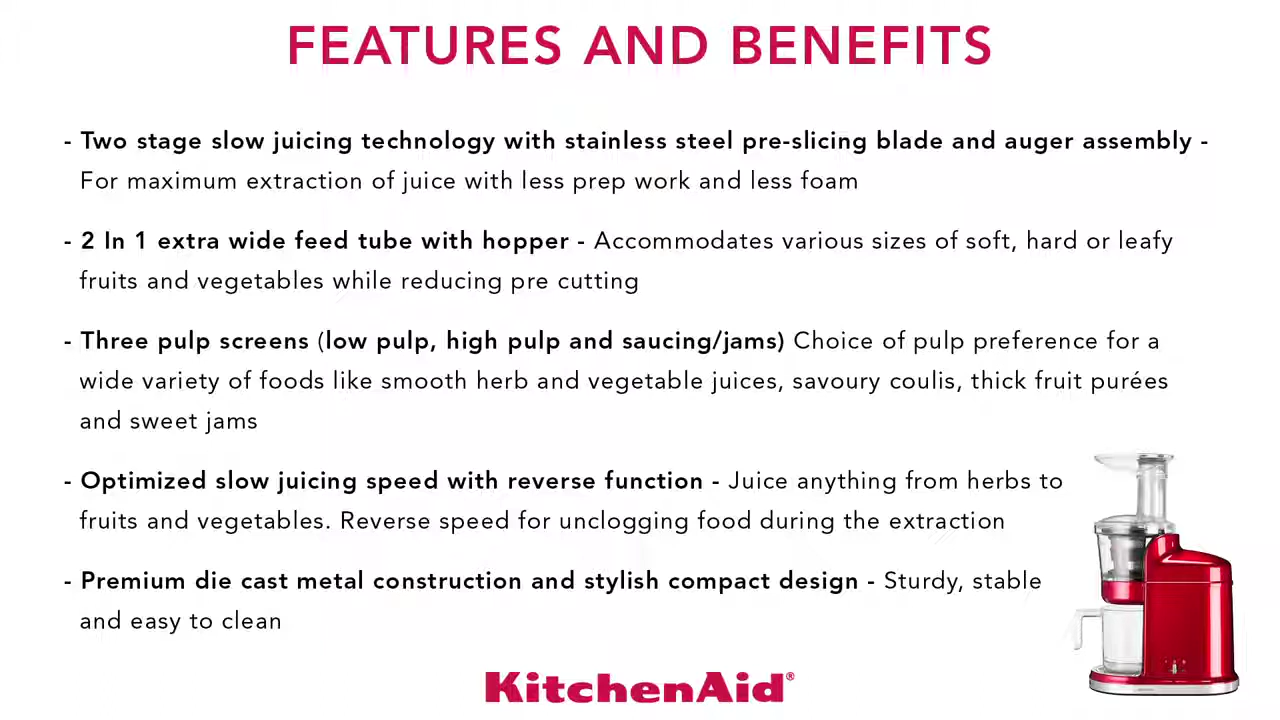 FEATURES AND BENEFITS
- Two stage slow juicing technology with stainless steel pre-slicing blade and auger assembly -
For maximum extraction of juice with less prep work and less foam
- 2 In 1 extra wide feed tube with hopper - Accommodates various sizes of soft, hard or leafy
fruits and vegetables while reducing pre cutting
- Three pulp screens (low pulp, high pulp and saucing/jams) Choice of pulp preference for a
wide variety of foods like smooth herb and vegetable juices, savoury coulis, thick fruit purées
and sweet jams
- Optimized slow juicing speed with reverse function - Juice anything from herbs to
fruits and vegetables. Reverse speed for unclogging food during the extraction
- Premium die cast metal construction and stylish compact design - Sturdy, stable
and easy to clean
KitchenAid®